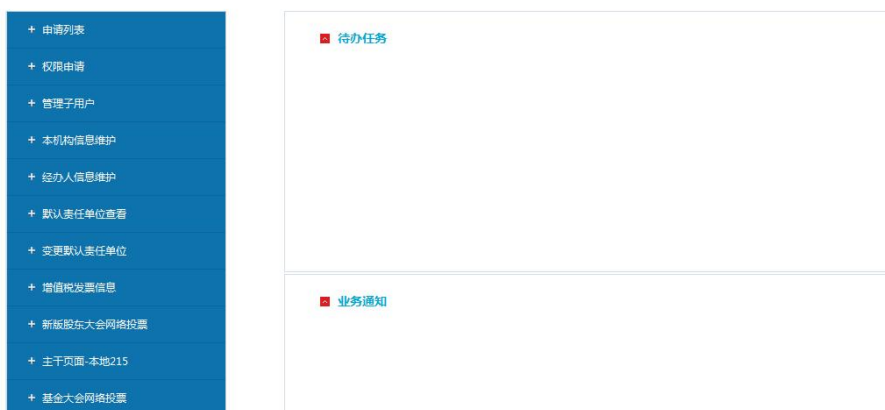 + 申请列表
+ 权限申请
+ 管理子用户
+ 本机构信息维护
+ 经办人信息维护
+ 默认责任单位查看
+ 变更默认责任单位
+ 增值税发票信息
+ 新版股东大会网络投票
+ 主干页面-本地215
+ 基金大会网络投票
待办任务
业务通知